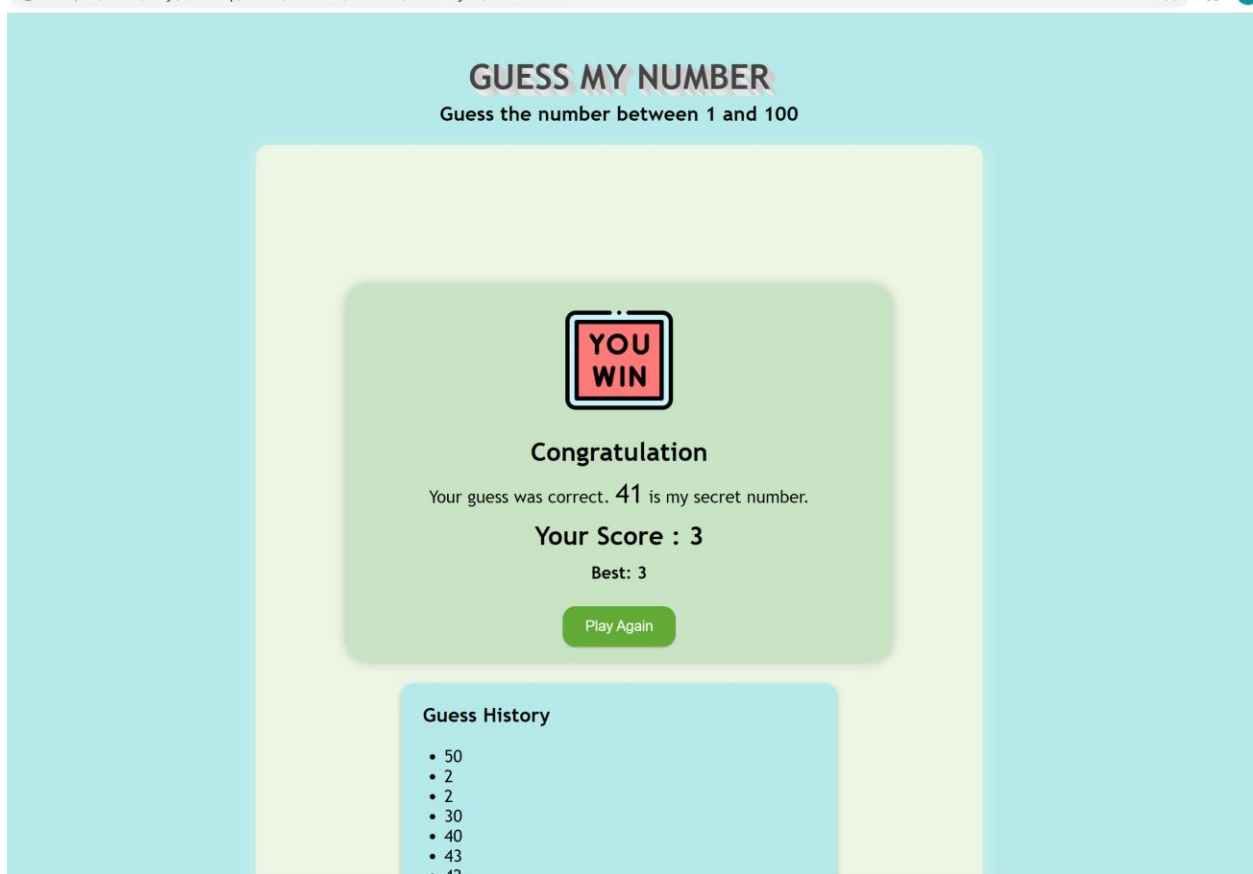 GUESS MY NUMBER
Guess the number between 1 and 100
YOU
WIN
Congratulation
Your guess was correct. 41 is my secret number.
Your Score : 3
Best: 3
Play Again
Guess History
• 50
• 2
• 2
• 30
• 40
• 43